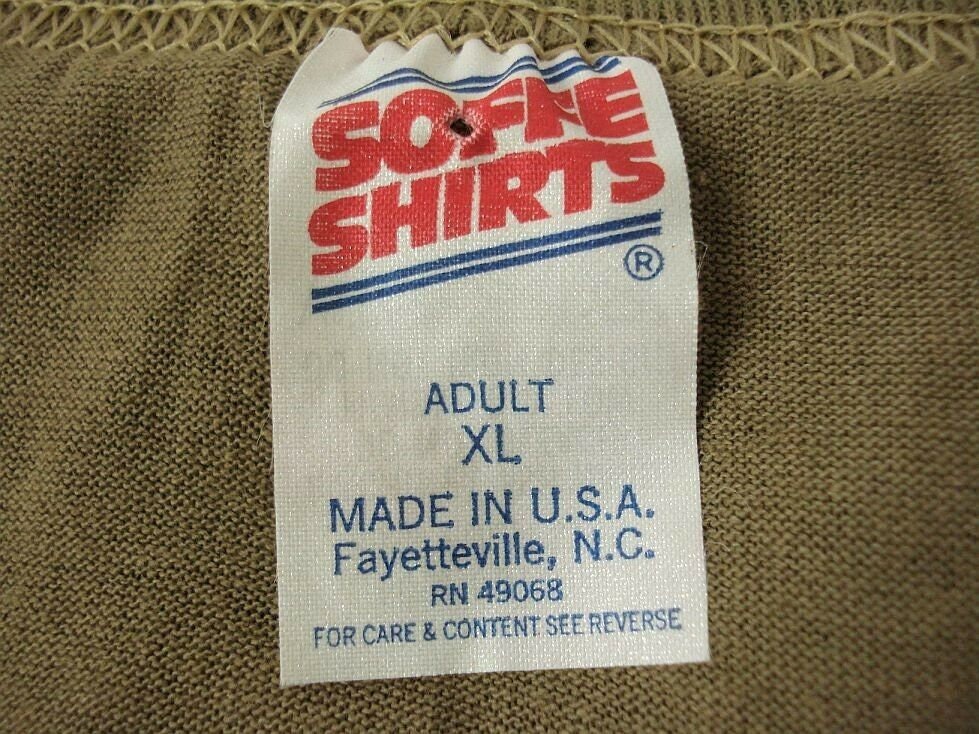 SOFFE
SHIRTS
®
ADULT
XL
MADE IN U.S.A.
Fayetteville, N.C.
RN 49068
FOR CARE & CONTENT SEE REVERSE